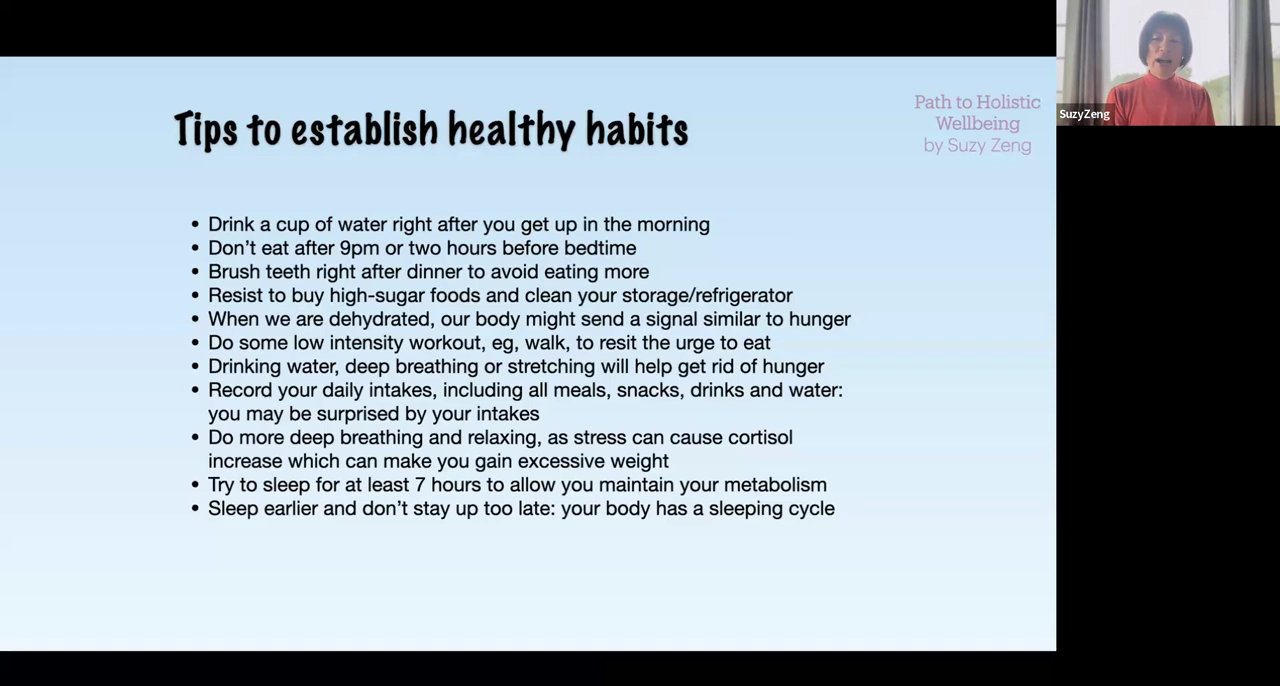 Tips to establish healthy habits
Path to Holistic
Wellbeing
by Suzy Zeng
SuzyZeng
• Drink a cup of water right after you get up in the morning
• Don’t eat after 9pm or two hours before bedtime
• Brush teeth right after dinner to avoid eating more
• Resist to buy high-sugar foods and clean your storage/refrigerator
• When we are dehydrated, our body might send a signal similar to hunger
• Do some low intensity workout, eg, walk, to resit the urge to eat
• Drinking water, deep breathing or stretching will help get rid of hunger
• Record your daily intakes, including all meals, snacks, drinks and water:
you may be surprised by your intakes
• Do more deep breathing and relaxing, as stress can cause cortisol
increase which can make you gain excessive weight
• Try to sleep for at least 7 hours to allow you maintain your metabolism
• Sleep earlier and don’t stay up too late: your body has a sleeping cycle